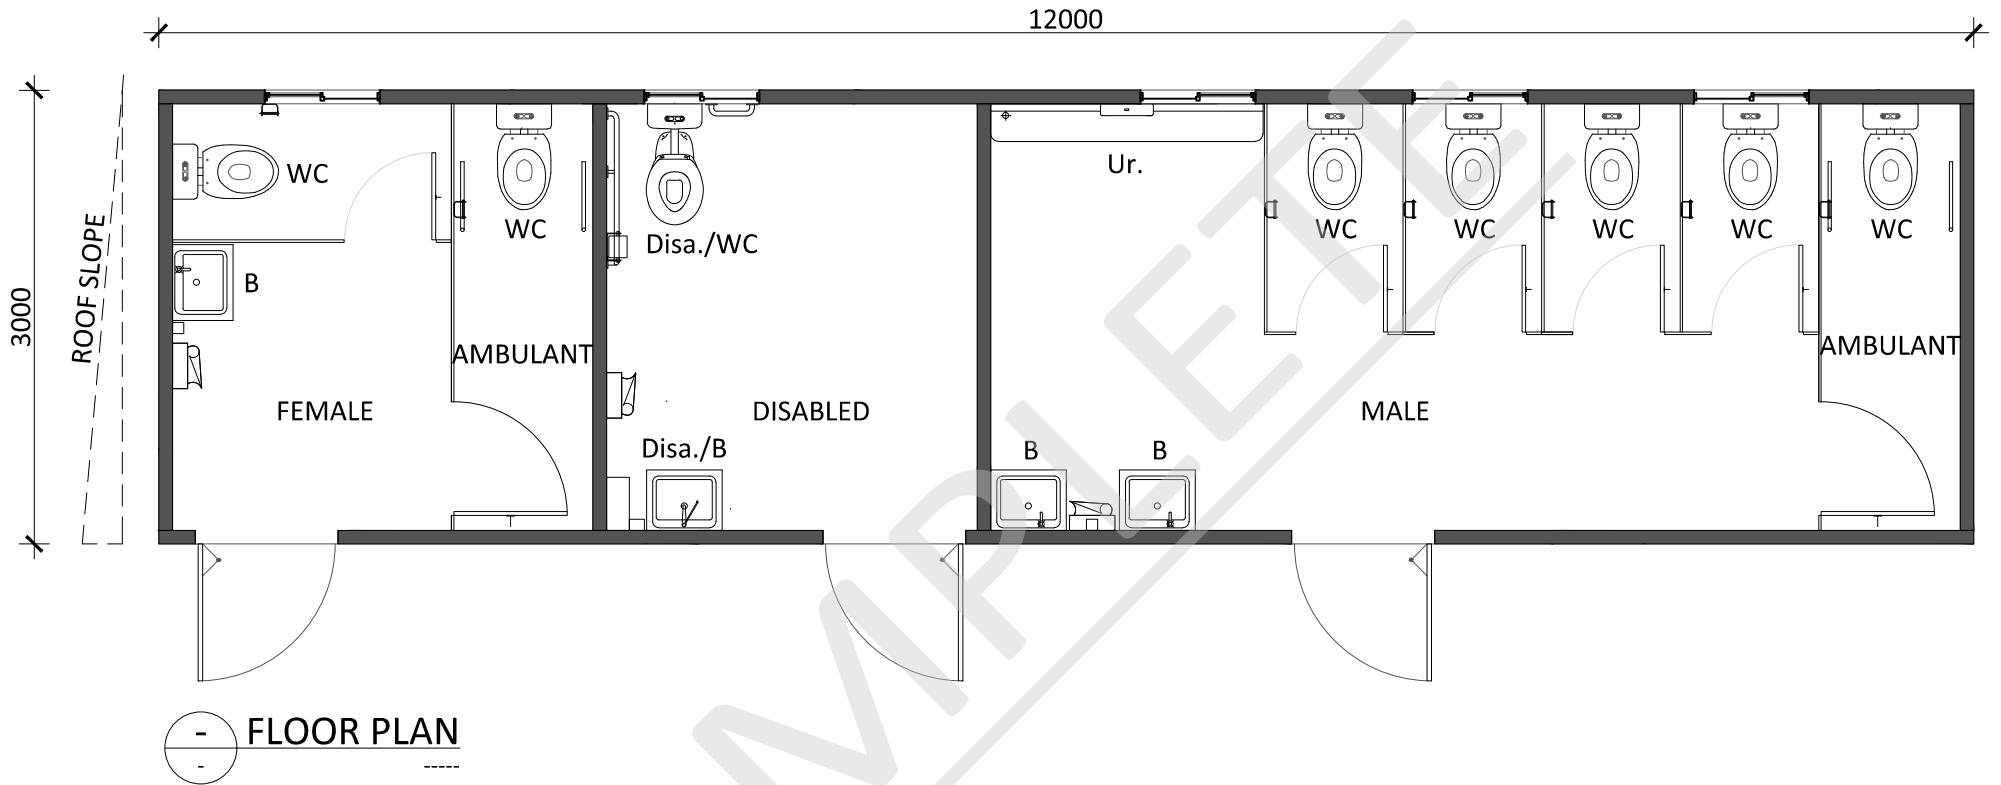 12000
3000
ROOF SLOPE
WC
WC
B
AMBULANT
FEMALE
Disa./WC
DISABLED
Disa./B
Ur.
WC
WC
WC
WC
WC
AMBULANT
MALE
B
B
-
-
FLOOR PLAN
-----
MPLETE